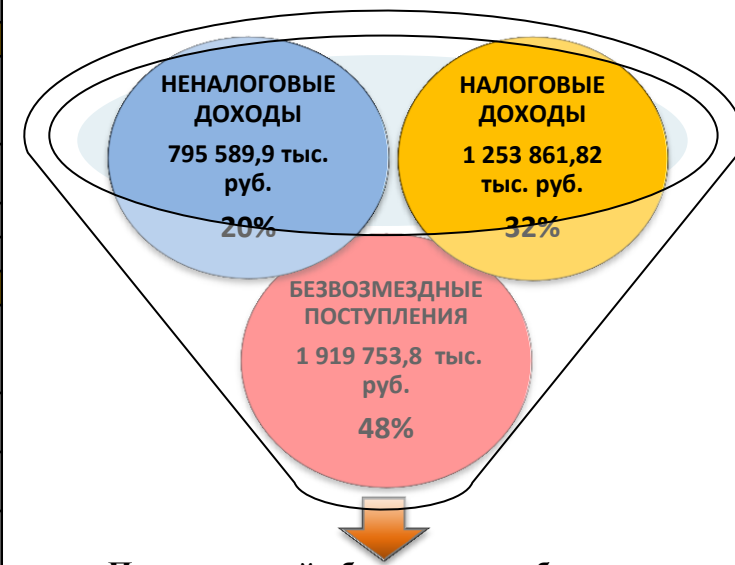 НЕНАЛОГОВЫЕ
ДОХОДЫ
795 589,9 тыс.
руб.
20%
НАЛОГОВЫЕ
ДОХОДЫ
1 253 861,82
тыс. руб.
32%
БЕЗВОЗМЕЗДНЫЕ
ПОСТУПЛЕНИЯ
1 919 753,8 тыс.
руб.
48%